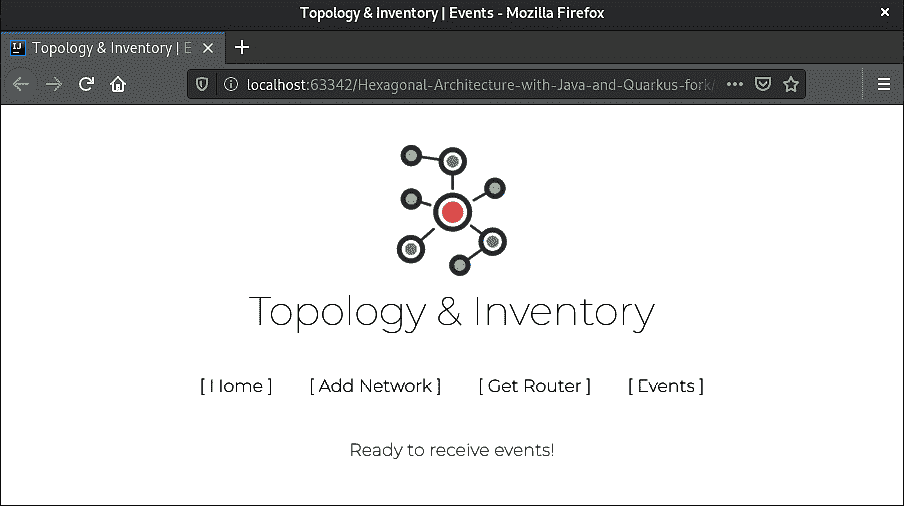 Topology & Inventory | Events - Mozilla Firefox
IJ Topology & Inventory | E
localhost:63342/Hexagonal-Architecture-with-Java-and-Quarkus-fork/
Topology & Inventory
[ Home ] [ Add Network ] [ Get Router ] [ Events ]
Ready to receive events!